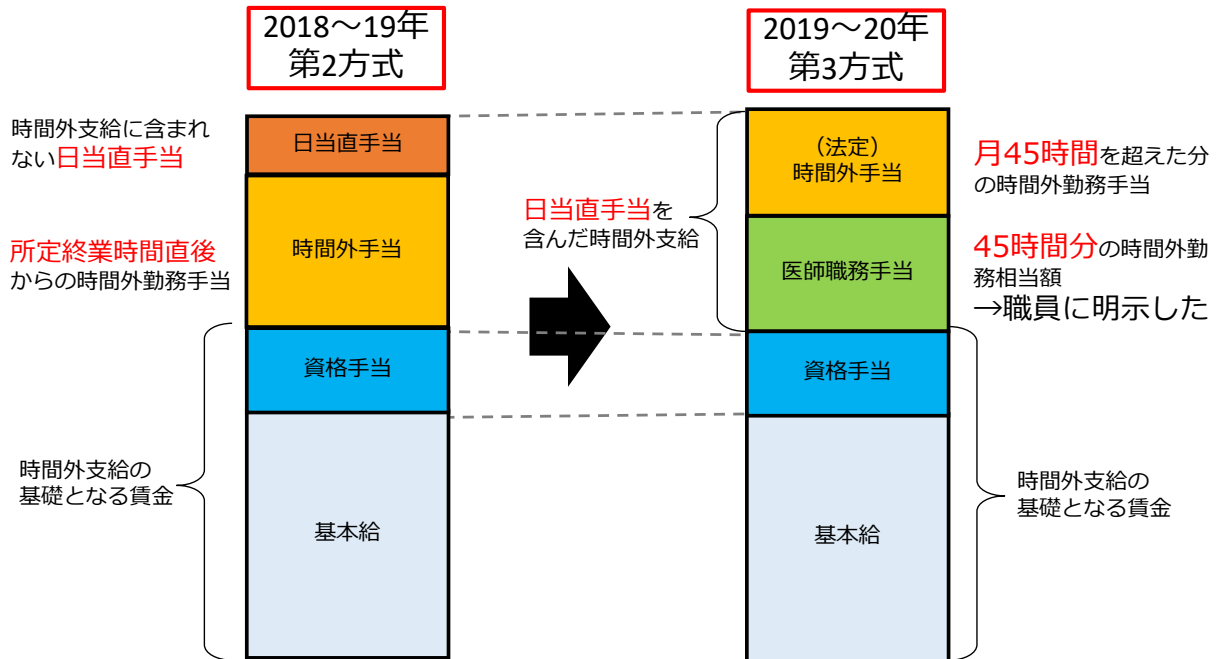 2018～19年
第2方式
2019～20年
第3方式
時間外支給に含まれ
ない日当直手当
日当直手当
所定終業時間直後
からの時間外勤務手当
時間外手当
資格手当
時間外支給の
基礎となる賃金
基本給
日当直手当を
含んだ時間外支給
（法定）
時間外手当
月45時間を超えた分
の時間外勤務手当
医師職務手当
45時間分の時間外勤
務相当額
→職員に明示した
資格手当
基本給
時間外支給の
基礎となる賃金